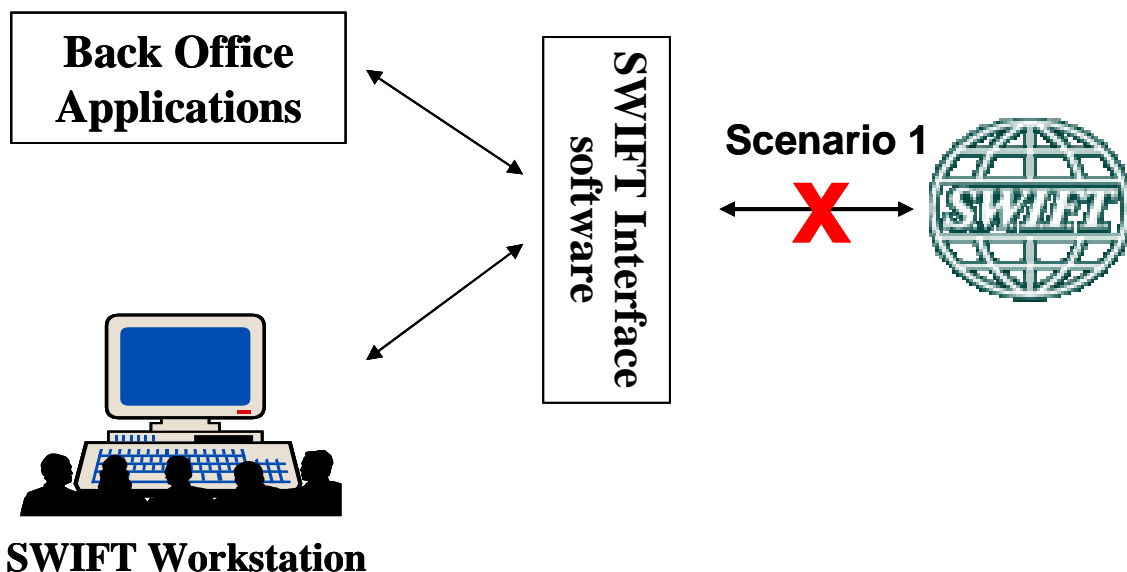 Back Office
Applications
SWIFT Interface
software
Scenario 1
X
SWIFT
SWIFT Workstation